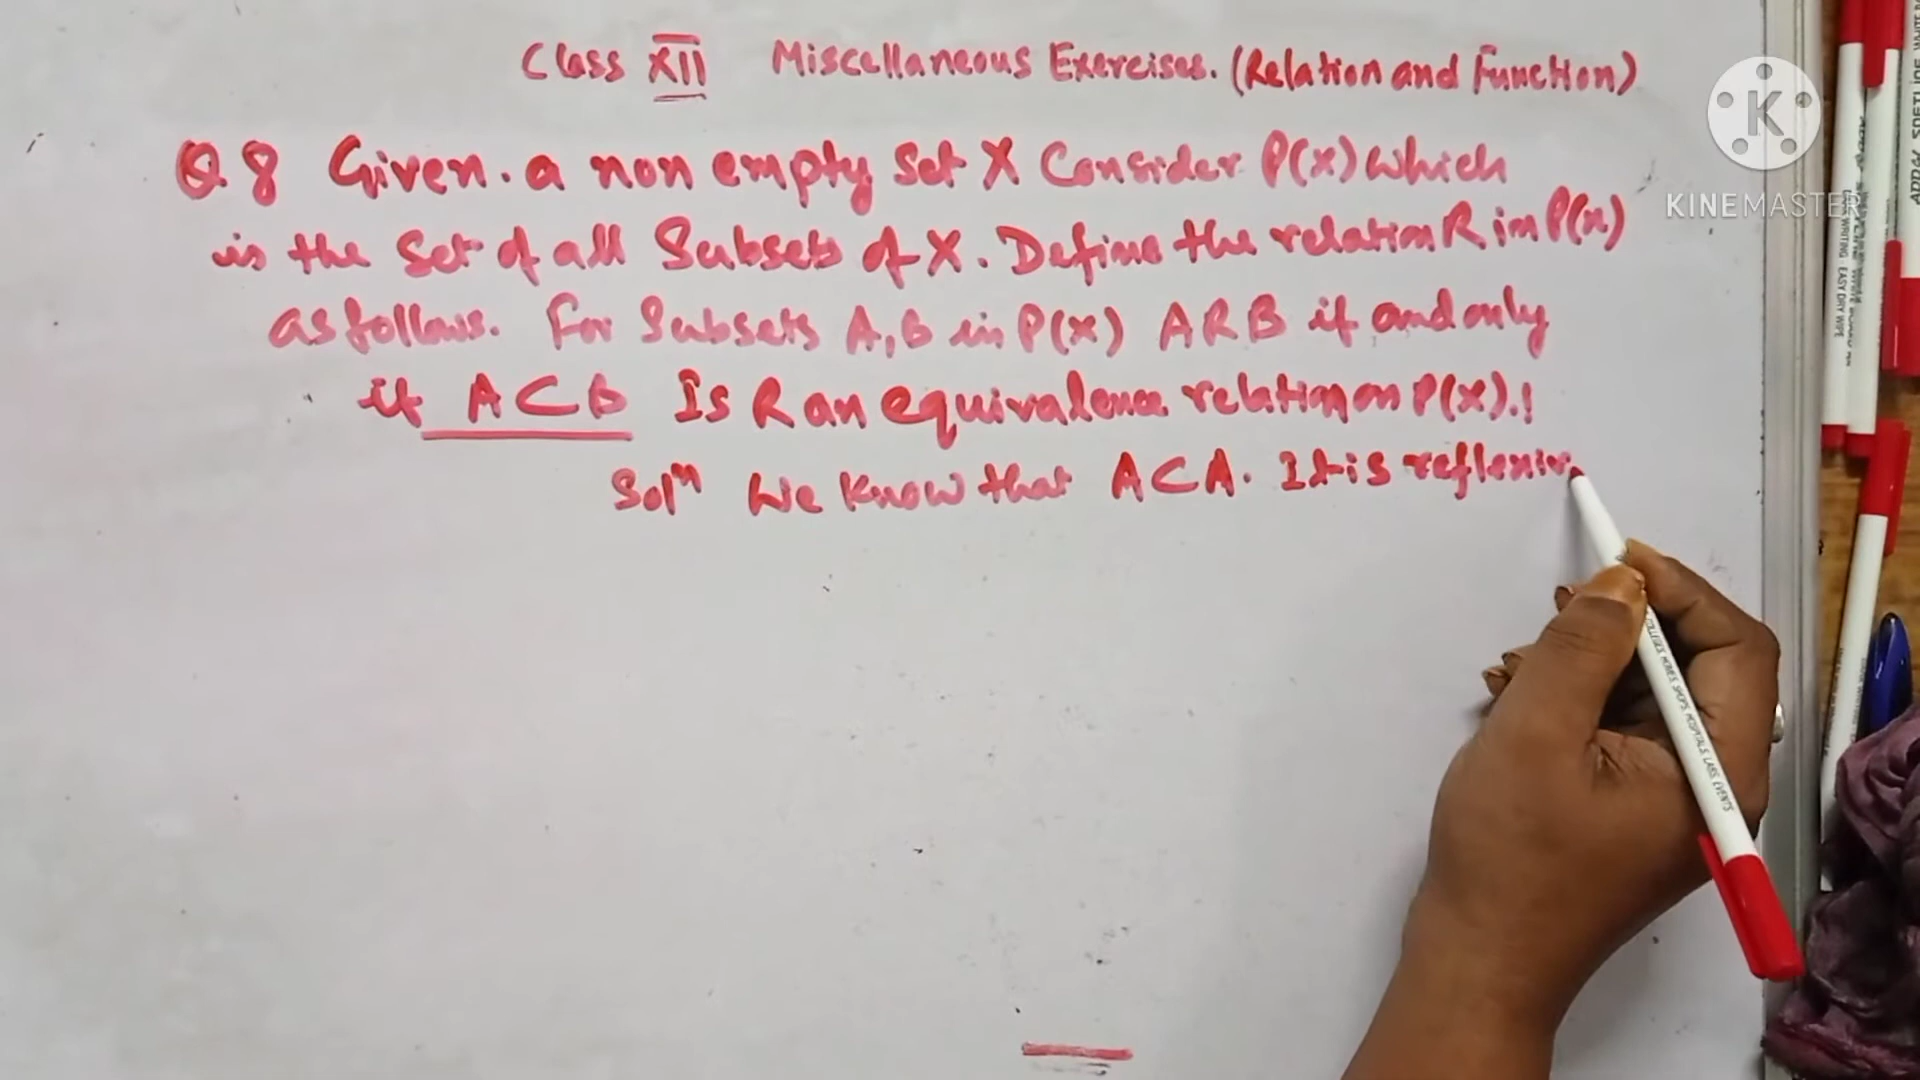 Class XII Miscellaneous Exercises. (Relation and Function)
Q.8 Given. a non empty set X Consider P(x) which
is the set of all Subsets of X. Define the relation R in P(x)
as follows. For Subsets A, B in P(x) ARB if and only
if A⊂B Is R an equivalence relation on P(x).!
Solⁿ We Know that A⊂A. It is reflexive
K
KINEMASTER